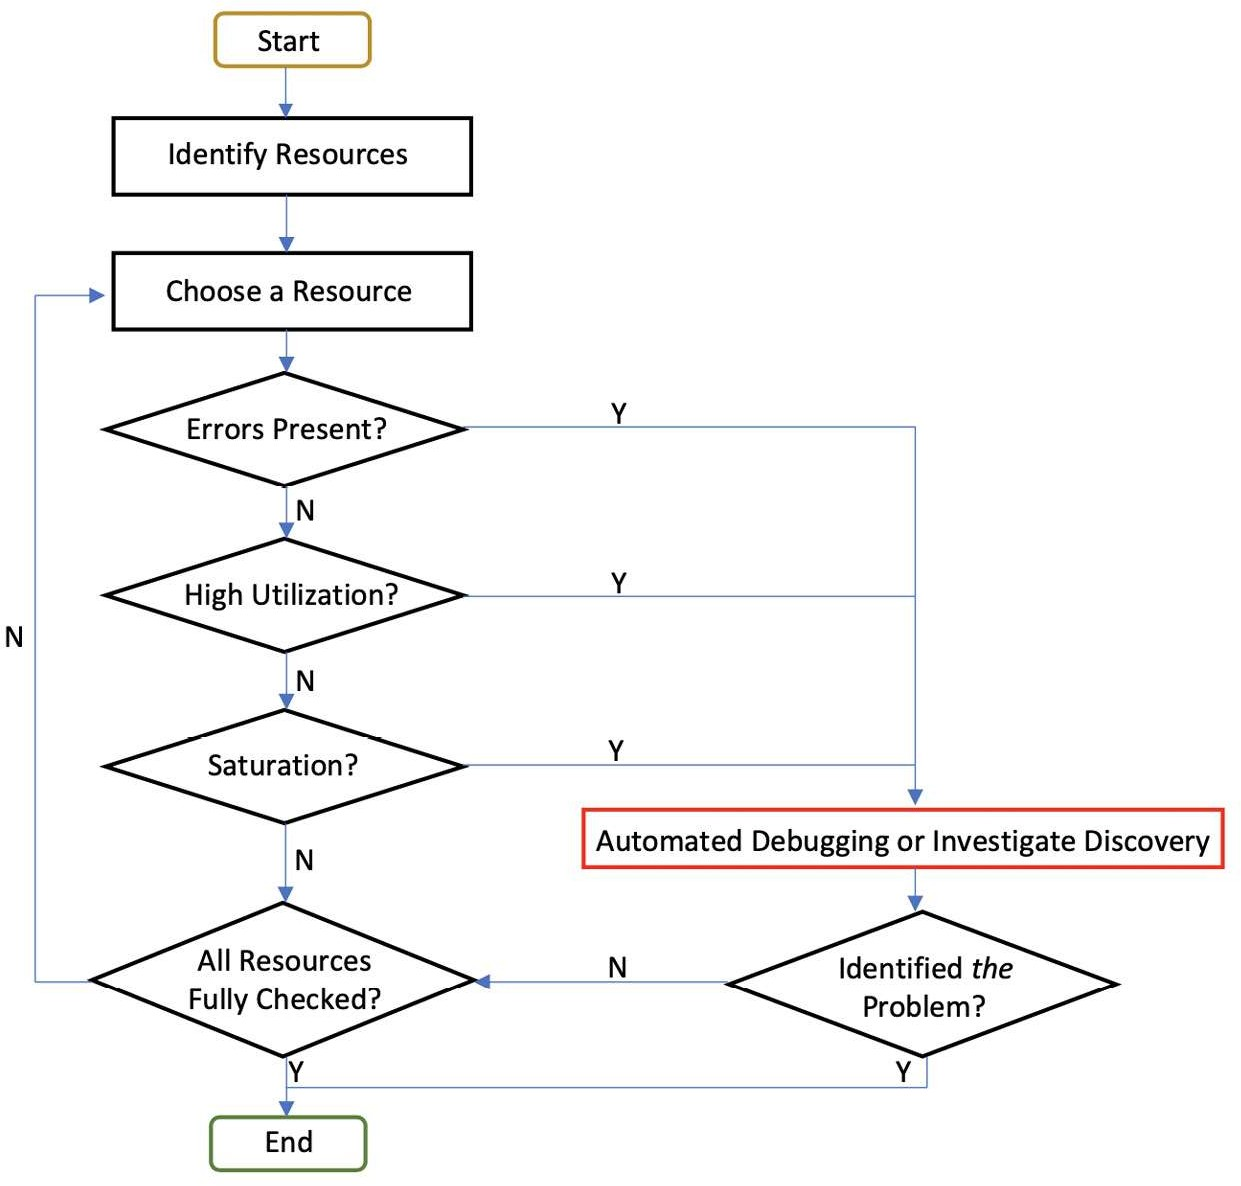 Start
Identify Resources
Choose a Resource
Errors Present?
Y
N
High Utilization?
Y
N
N
Saturation?
Y
N
Automated Debugging or Investigate Discovery
All Resources
Fully Checked?
N
Identified the
Problem?
Y
Y
End